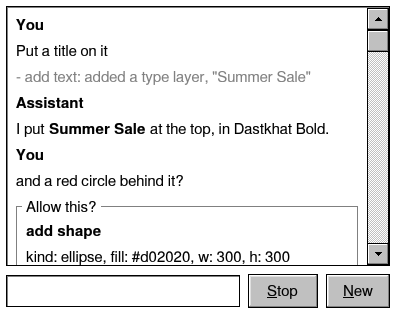 You
Put a title on it
- add text: added a type layer, "Summer Sale"
Assistant
I put Summer Sale at the top, in Dastkhat Bold.
You
and a red circle behind it?
Allow this?
add shape
kind: ellipse, fill: #d02020, w: 300, h: 300
Stop
New